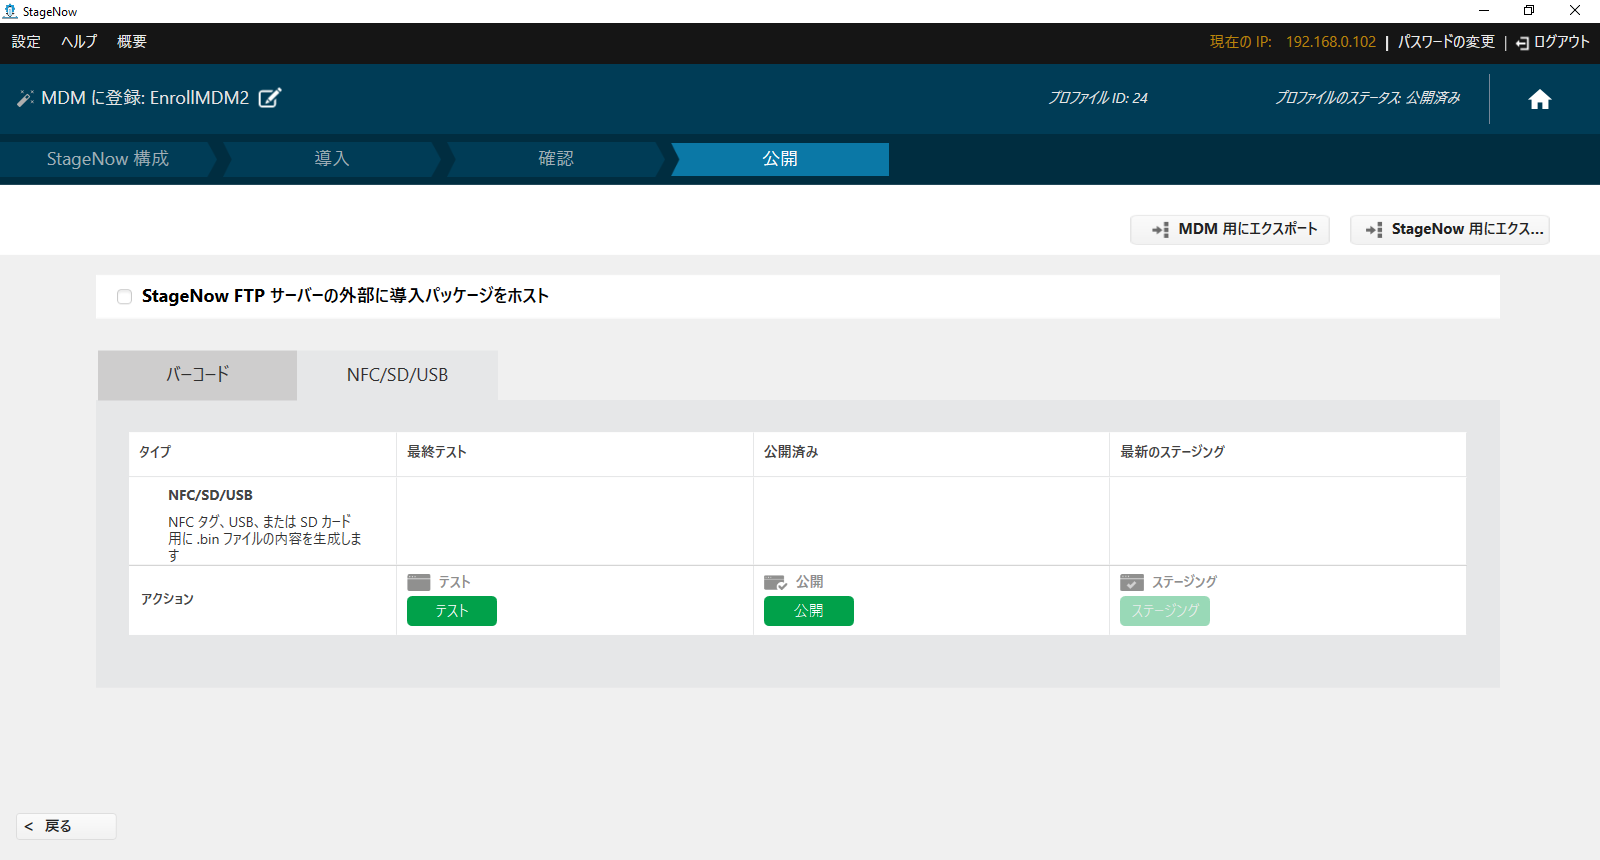 StageNow
設定 ヘルプ 概要
現在の IP: 192.168.0.102 | パスワードの変更 | ログアウト
MDM に登録: EnrollMDM2
プロファイル ID: 24
プロファイルのステータス: 公開済み
StageNow 構成
導入
確認
公開
MDM 用にエクスポート
StageNow 用にエクス...
StageNow FTP サーバーの外部に導入パッケージをホスト
バーコード
NFC/SD/USB
タイプ
最終テスト
公開済み
最新のステージング
NFC/SD/USB
NFC タグ、USB、または SD カード
用に .bin ファイルの内容を生成しま
す
アクション
テスト
テスト
公開
公開
ステージング
ステージング
< 戻る